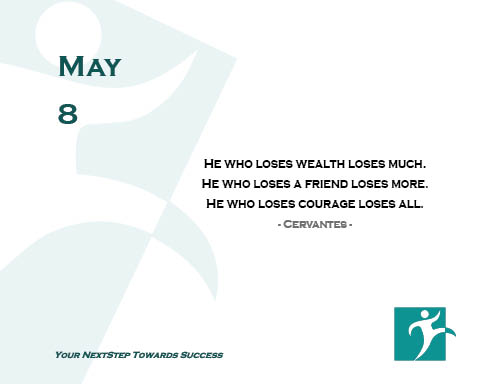 May
8
He who loses wealth loses much.
He who loses a friend loses more.
He who loses courage loses all.
- Cervantes -
Your NextStep Towards Success